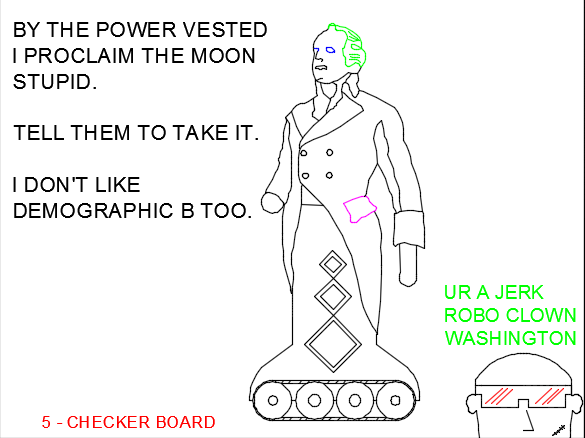 BY THE POWER VESTED
I PROCLAIM THE MOON
STUPID.
TELL THEM TO TAKE IT.
I DON'T LIKE
DEMOGRAPHIC B TOO.
UR A JERK
ROBO CLOWN
WASHINGTON
5 - CHECKER BOARD